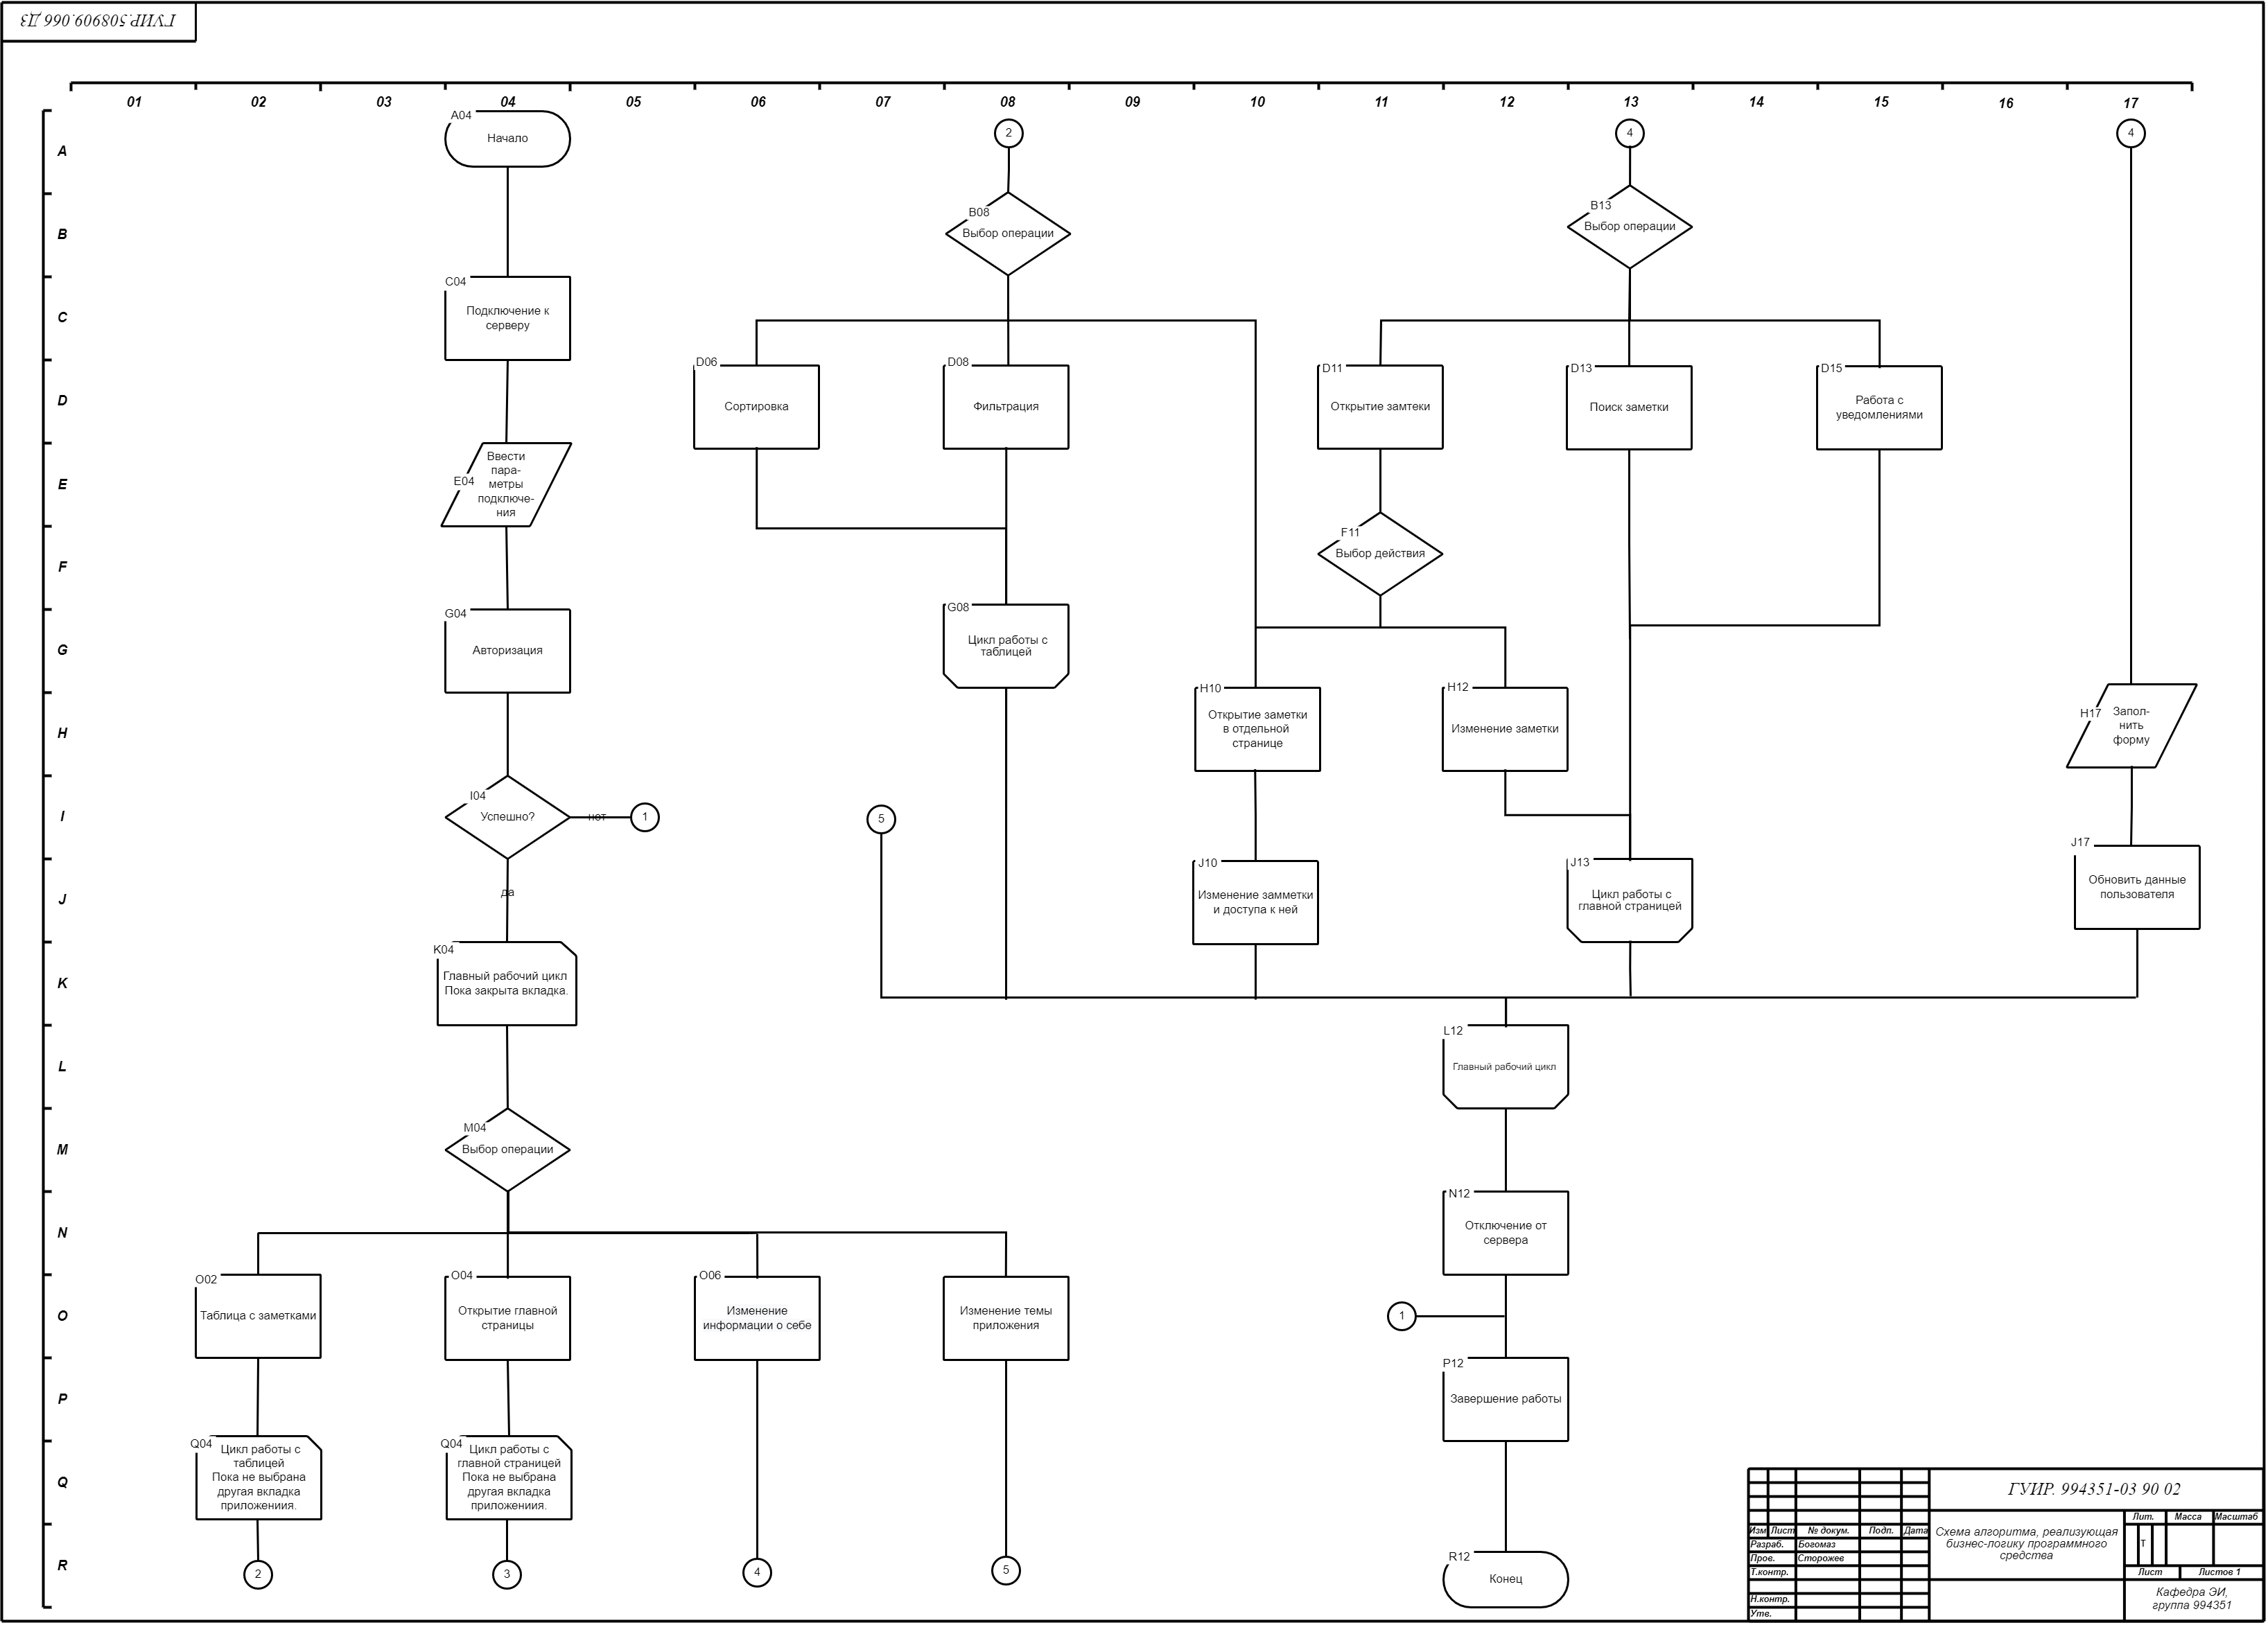 ГУИР.508909.066 Д3
01 02 03 04 05 06 07 08 09 10 11 12 13 14 15 16 17
A
B
C
D
E
F
G
H
I
J
K
L
M
N
O
P
Q
R
A04
Начало
C04
Подключение к
серверу
E04
Ввести
пара-
метры
подключе-
ния
G04
Авторизация
I04
Успешно?
нет
1
да
K04
Главный рабочий цикл
Пока закрыта вкладка.
M04
Выбор операции
O02
Таблица с заметками
O04
Открытие главной
страницы
O06
Изменение
информации о себе
Изменение темы
приложения
Q04
Цикл работы с
таблицей
Пока не выбрана
другая вкладка
приложениия.
Q04
Цикл работы с
главной страницей
Пока не выбрана
другая вкладка
приложениия.
2
3
4
5
2
B08
Выбор операции
D06
Сортировка
D08
Фильтрация
G08
Цикл работы с
таблицей
5
4
B13
Выбор операции
D11
Открытие замтеки
D13
Поиск заметки
D15
Работа с
уведомлениями
F11
Выбор действия
H10
Открытие заметки
в отдельной
странице
H12
Изменение заметки
J10
Изменение замметки
и доступа к ней
J13
Цикл работы с
главной страницей
4
H17
Запол-
нить
форму
J17
Обновить данные
пользователя
L12
Главный рабочий цикл
N12
Отключение от
сервера
1
P12
Завершение работы
R12
Конец
ГУИР. 994351-03 90 02
Изм Лист № докум. Подп. Дата
Разраб. Богомаз
Пров. Сторожев
Т.контр.
Н.контр.
Утв.
Схема алгоритма, реализующая
бизнес-логику программного
средства
Лит. Масса Масштаб
Т
Лист Листов 1
Кафедра ЭИ,
группа 994351